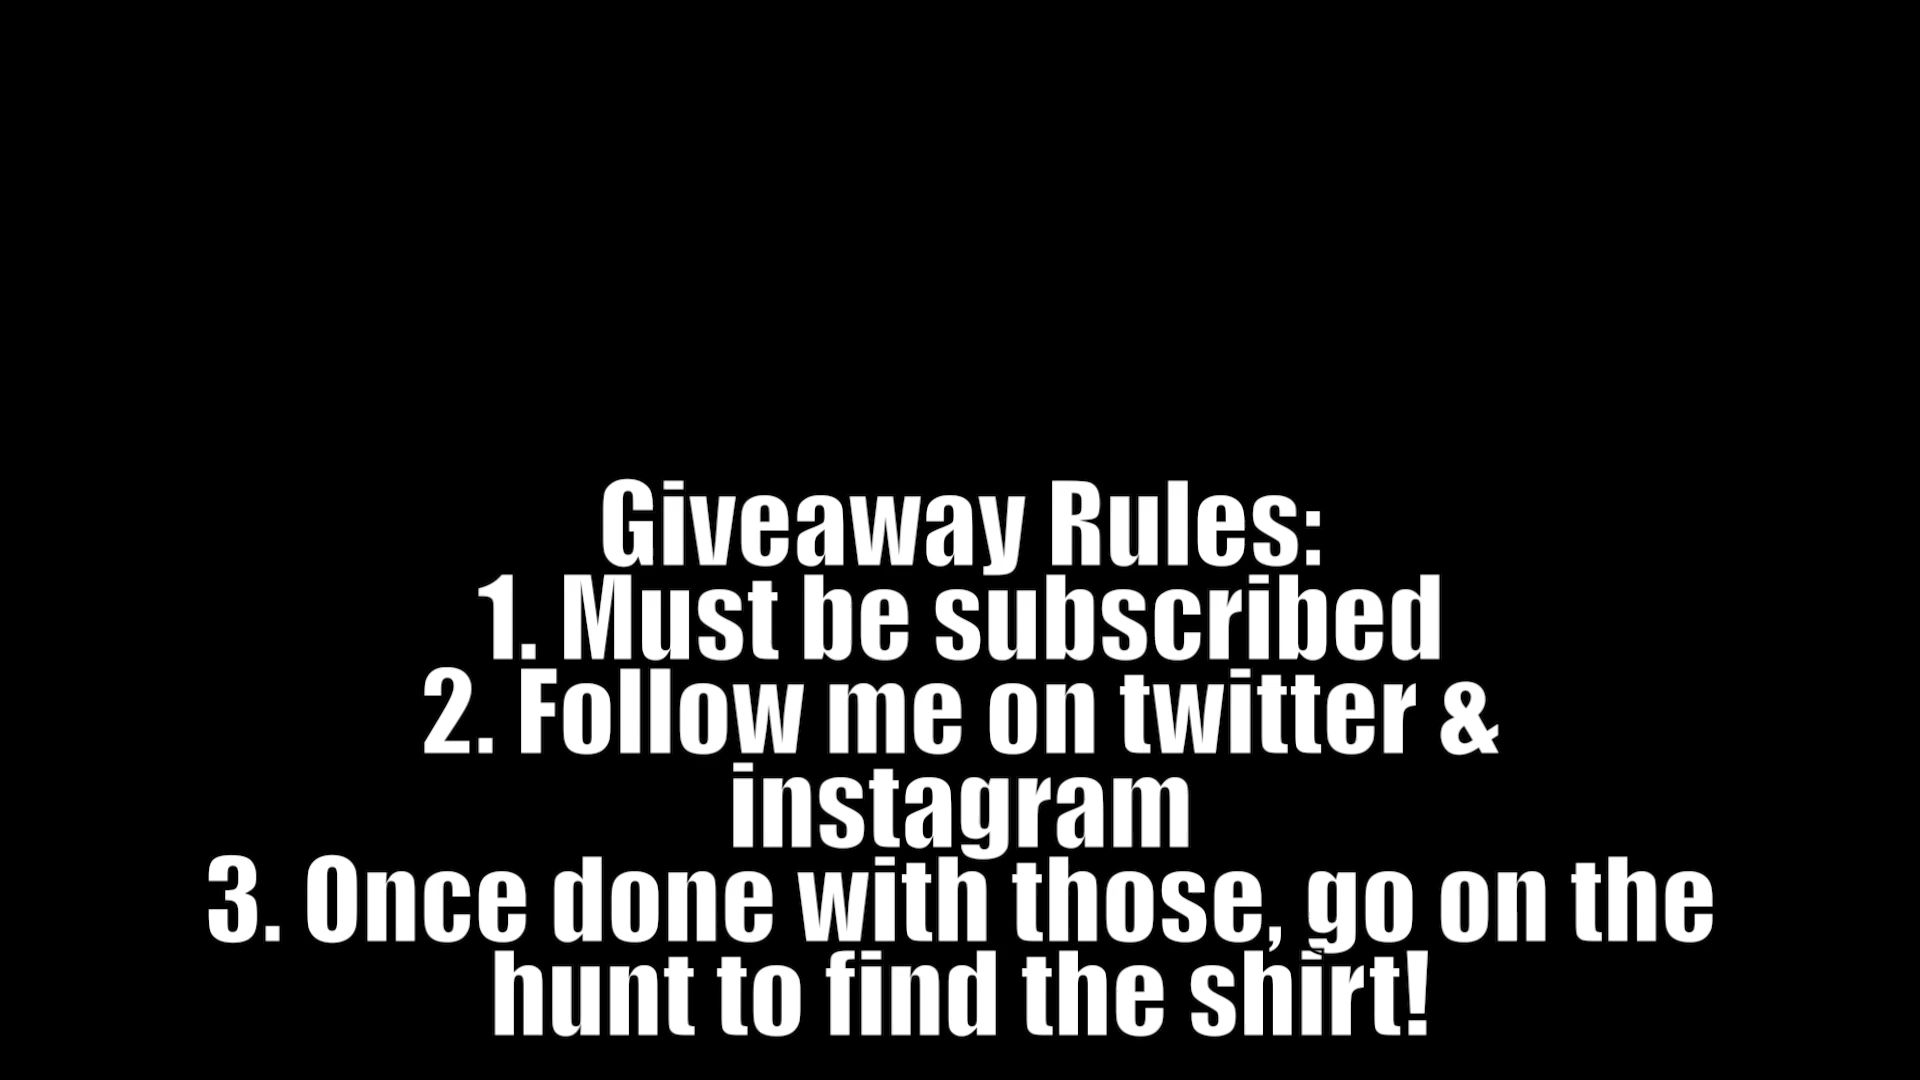 Giveaway Rules:
1. Must be subscribed
2. Follow me on twitter &
instagram
3. Once done with those, go on the
hunt to find the shirt!